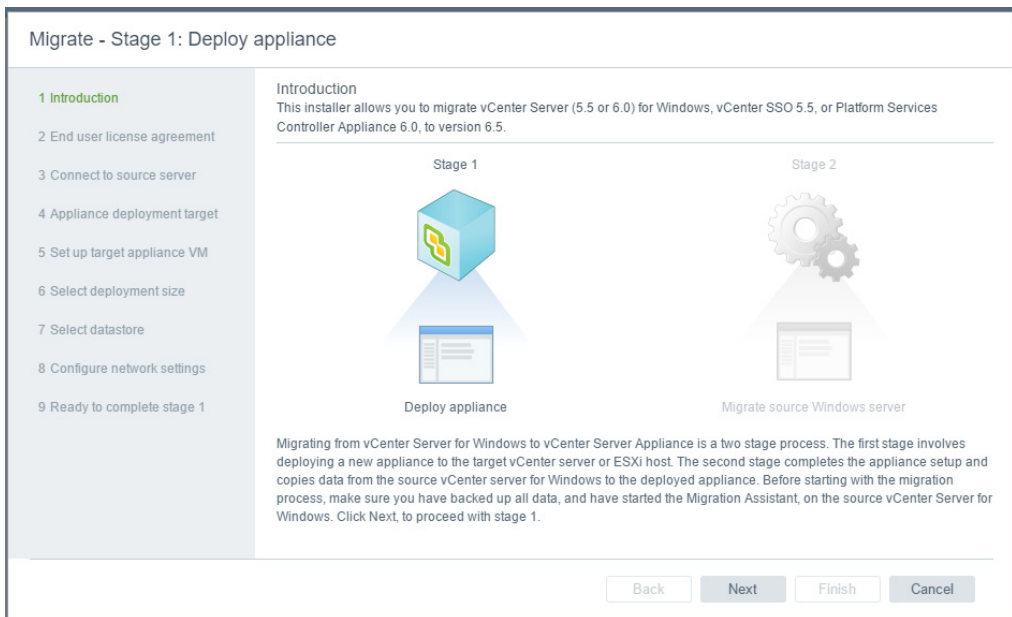 Migrate - Stage 1: Deploy appliance
1 Introduction
2 End user license agreement
3 Connect to source server
4 Appliance deployment target
5 Set up target appliance VM
6 Select deployment size
7 Select datastore
8 Configure network settings
9 Ready to complete stage 1
Introduction
This installer allows you to migrate vCenter Server (5.5 or 6.0) for Windows, vCenter SSO 5.5, or Platform Services
Controller Appliance 6.0, to version 6.5.
Stage 1
Stage 2
Deploy appliance
Migrate source Windows server
Migrating from vCenter Server for Windows to vCenter Server Appliance is a two stage process. The first stage involves
deploying a new appliance to the target vCenter server or ESXi host. The second stage completes the appliance setup and
copies data from the source vCenter server for Windows to the deployed appliance. Before starting with the migration
process, make sure you have backed up all data, and have started the Migration Assistant, on the source vCenter Server for
Windows. Click Next, to proceed with stage 1.
Back
Next
Finish
Cancel